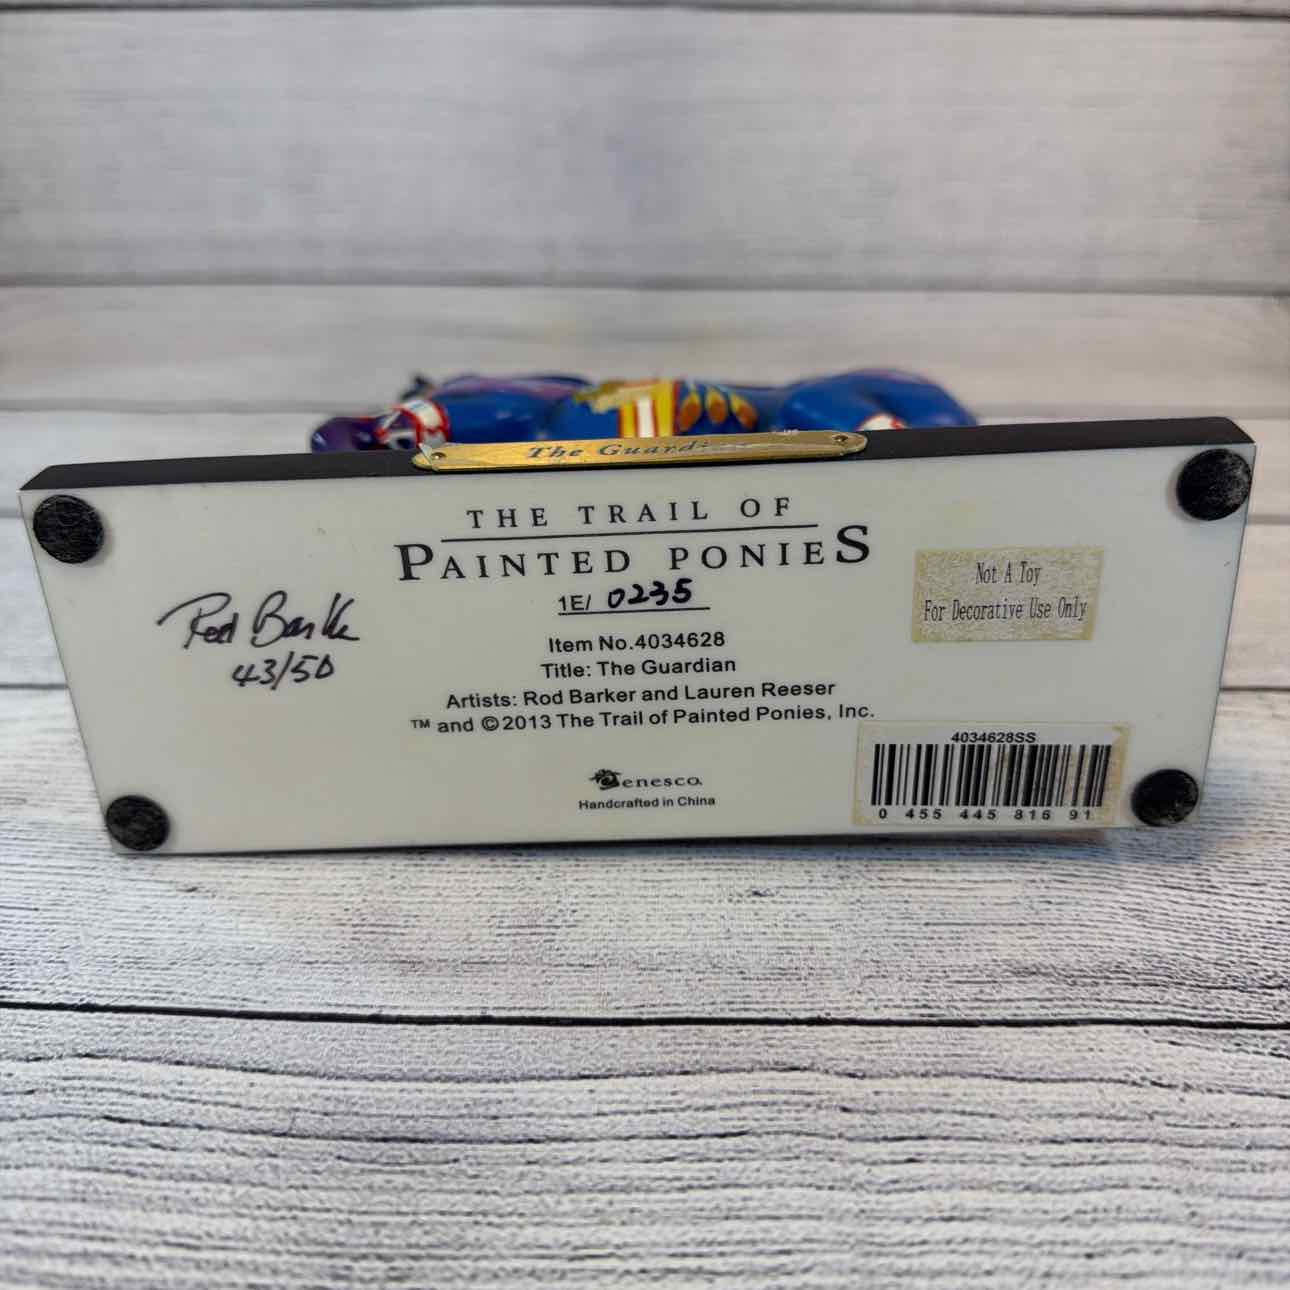 The Guardian
THE TRAIL OF
PAINTED PONIES
1E/ 0235
Item No.4034628
Title: The Guardian
Artists: Rod Barker and Lauren Reeser
™ and ©2013 The Trail of Painted Ponies, Inc.
Enesco.
Handcrafted in China
Rod Barker
43/50
Not A Toy
For Decorative Use Only
4034628SS
0 455 445 816 91